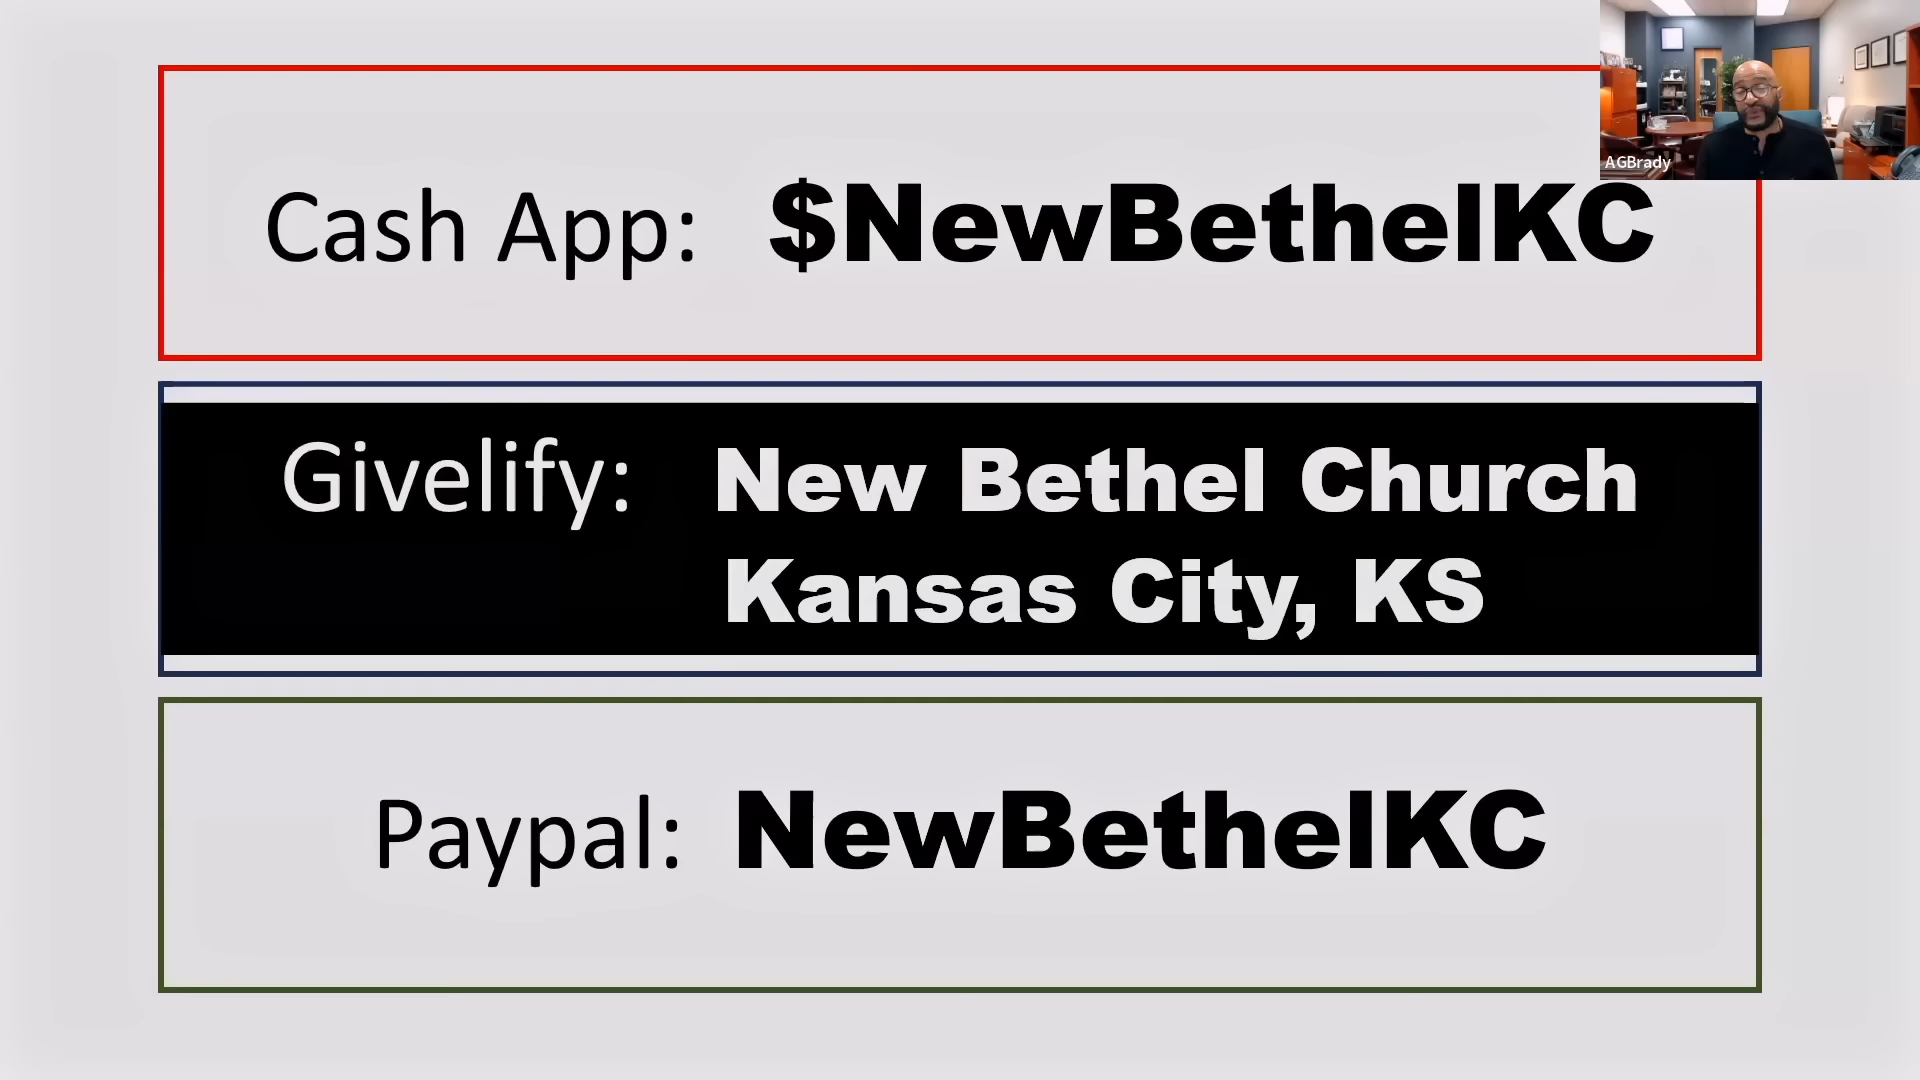 AGBrady
Cash App: $NewBethelKC
Givelify: New Bethel Church
Kansas City, KS
Paypal: NewBethelKC